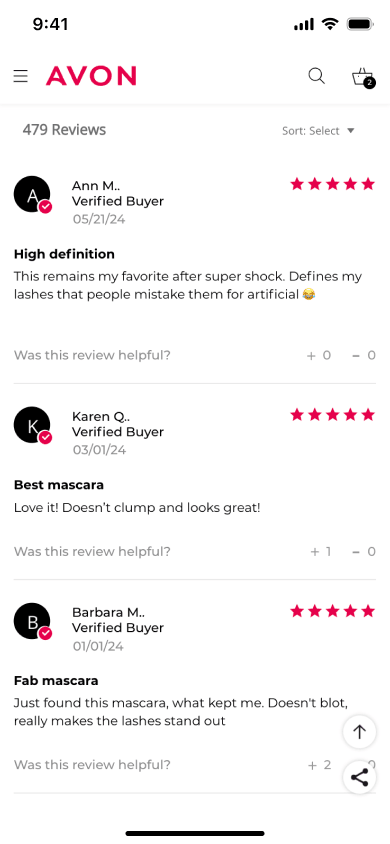 9:41
AVON
2
479 Reviews
Sort: Select
A
Ann M..
Verified Buyer
05/21/24
High definition
This remains my favorite after super shock. Defines my
lashes that people mistake them for artificial 😂
Was this review helpful?
+ 0 - 0
K
Karen Q..
Verified Buyer
03/01/24
Best mascara
Love it! Doesn’t clump and looks great!
Was this review helpful?
+ 1 - 0
B
Barbara M..
Verified Buyer
01/01/24
Fab mascara
Just found this mascara, what kept me. Doesn't blot,
really makes the lashes stand out
Was this review helpful?
+ 2 0